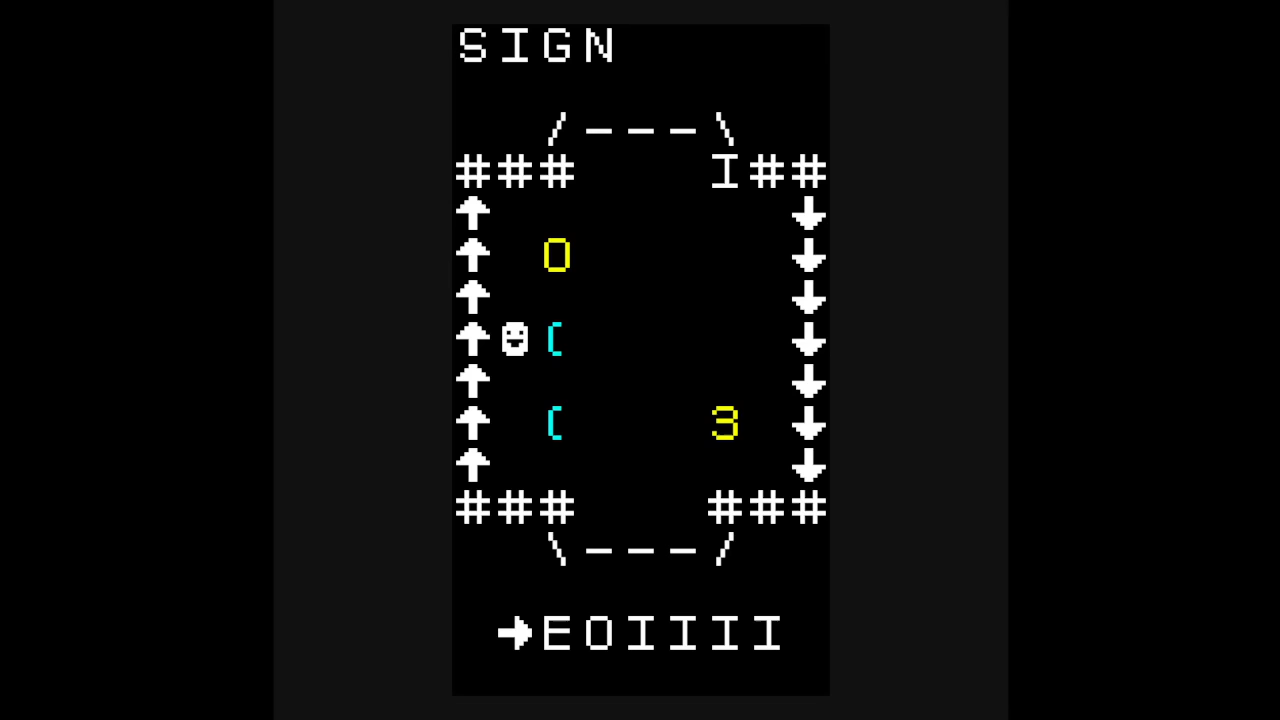 SIGN
/---\
### I##
↑ ↓
↑ O ↓
↑ ↓
↑☻( ↓
↑ ↓
↑ ( 3 ↓
↑ ↓
### ###
\---/
→EOIIII